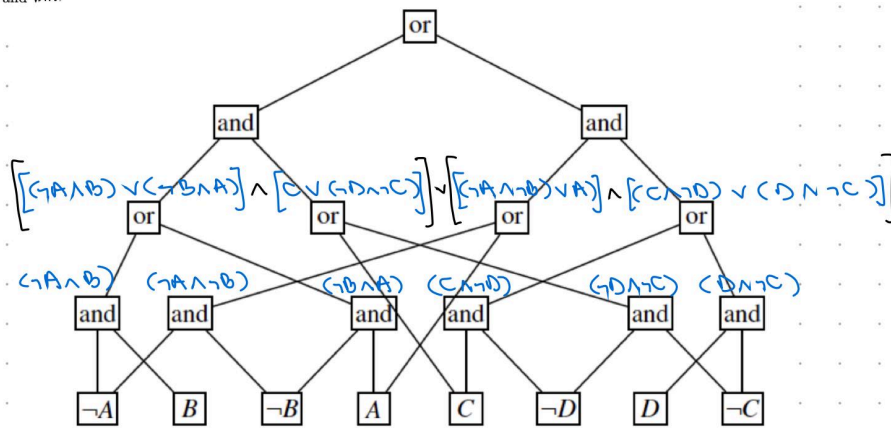 or
and and
[[(¬A∧B) ∨ (¬B∧A)] ∧ [C ∨ (¬D∧¬C)]] ∨ [[(¬A∧¬B) ∨ A)] ∧ [(C∧¬D) ∨ (D∧¬C)]]
or or or or
(¬A∧B) (¬A∧¬B) (¬B∧A) (C∧¬D) (¬D∧¬C) (D∧¬C)
and and and and and and
¬A B ¬B A C ¬D D ¬C